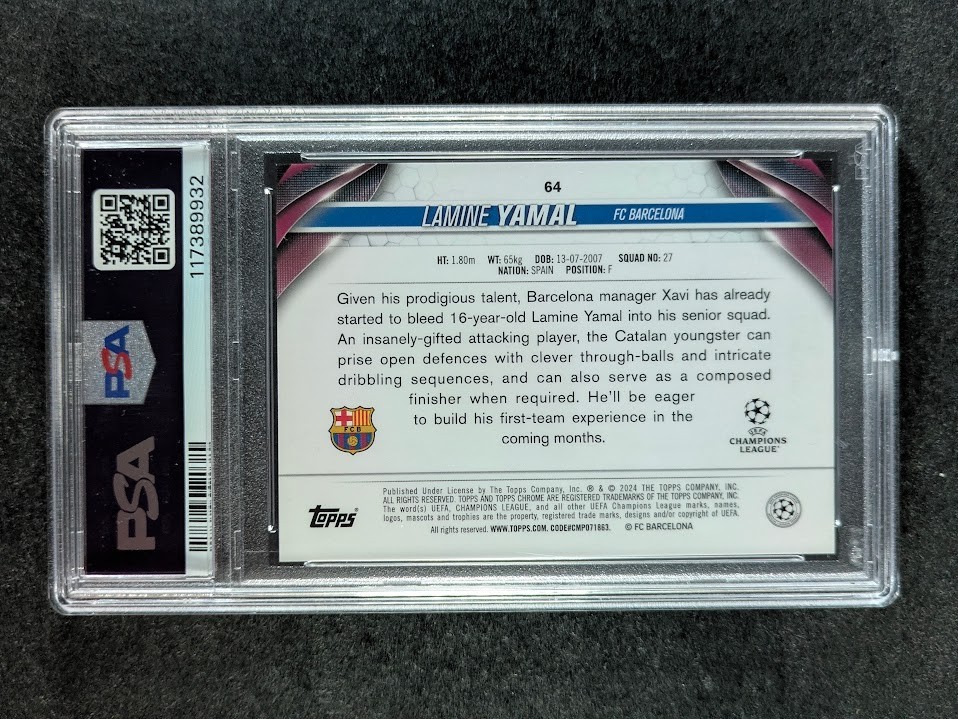 117389932
PSA
PSA
64
LAMINE YAMAL FC BARCELONA
HT: 1.80m WT: 65kg DOB: 13-07-2007 SQUAD NO: 27
NATION: SPAIN POSITION: F
Given his prodigious talent, Barcelona manager Xavi has already
started to bleed 16-year-old Lamine Yamal into his senior squad.
An insanely-gifted attacking player, the Catalan youngster can
prise open defences with clever through-balls and intricate
dribbling sequences, and can also serve as a composed
finisher when required. He'll be eager
to build his first-team experience in the
coming months.
FCB
UEFA
CHAMPIONS
LEAGUE
Topps
Published Under License by The Topps Company, Inc. ® & © 2024 THE TOPPS COMPANY, INC.
ALL RIGHTS RESERVED. TOPPS AND TOPPS CHROME ARE REGISTERED TRADEMARKS OF THE TOPPS COMPANY, INC.
The word(s) UEFA, CHAMPIONS LEAGUE, and all other UEFA Champions League marks, names,
logos, mascots and trophies are the property, registered trade marks, designs and/or copyright of UEFA.
All rights reserved. WWW.TOPPS.COM. CODE#CMP071863. © FC BARCELONA